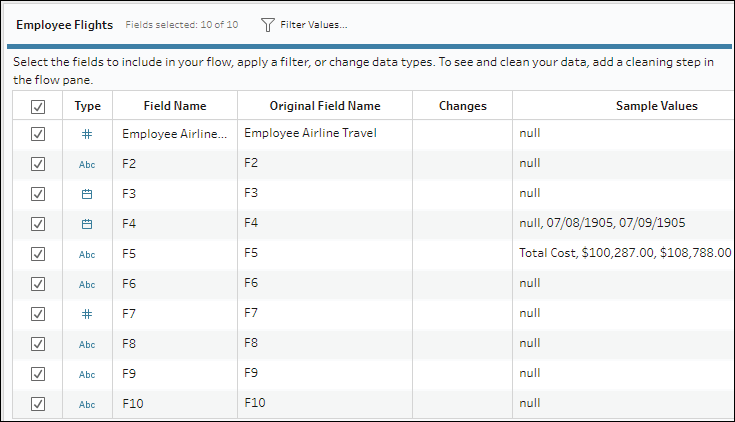 Employee Flights Fields selected: 10 of 10 Filter Values...
Select the fields to include in your flow, apply a filter, or change data types. To see and clean your data, add a cleaning step in
the flow pane.
Type Field Name Original Field Name Changes Sample Values
# Employee Airline... Employee Airline Travel null
Abc F2 F2 null
F3 F3 null
F4 F4 null, 07/08/1905, 07/09/1905
Abc F5 F5 Total Cost, $100,287.00, $108,788.00
Abc F6 F6 null
# F7 F7 null
Abc F8 F8 null
Abc F9 F9 null
Abc F10 F10 null